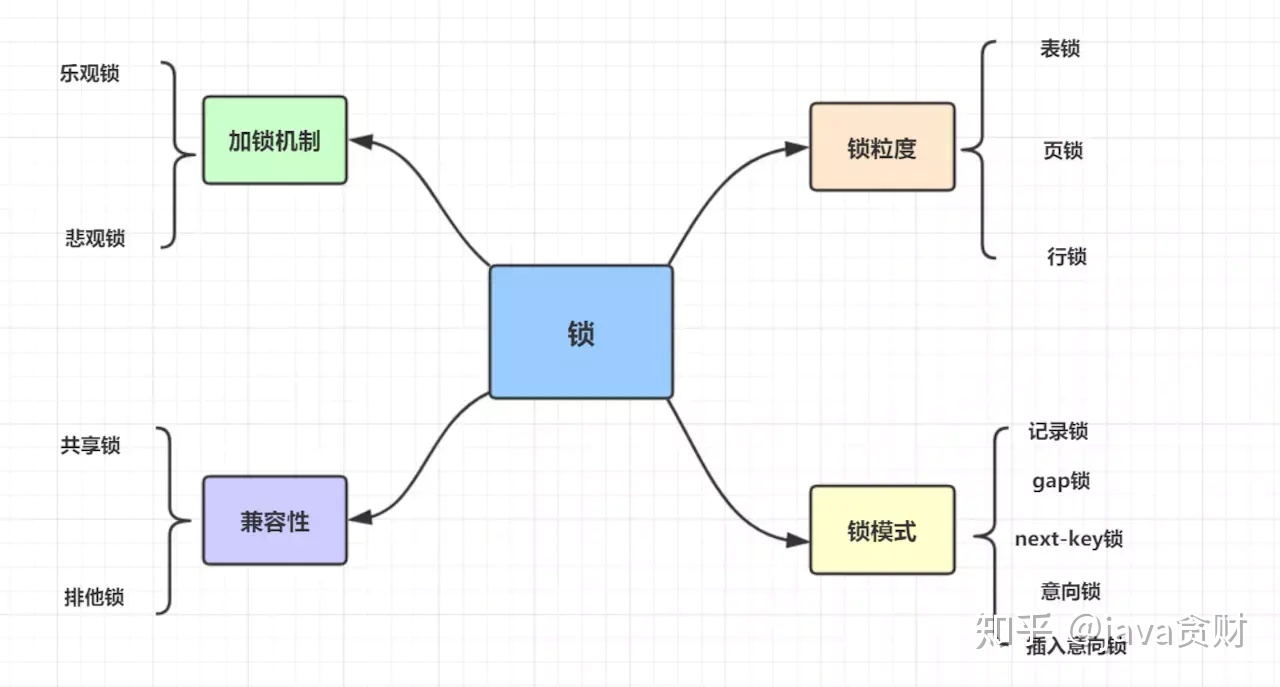 乐观锁
加锁机制
悲观锁
表锁
锁粒度
页锁
行锁
锁
共享锁
兼容性
排他锁
记录锁
gap锁
锁模式
next-key锁
意向锁
插入意向锁
知乎 @java贪财